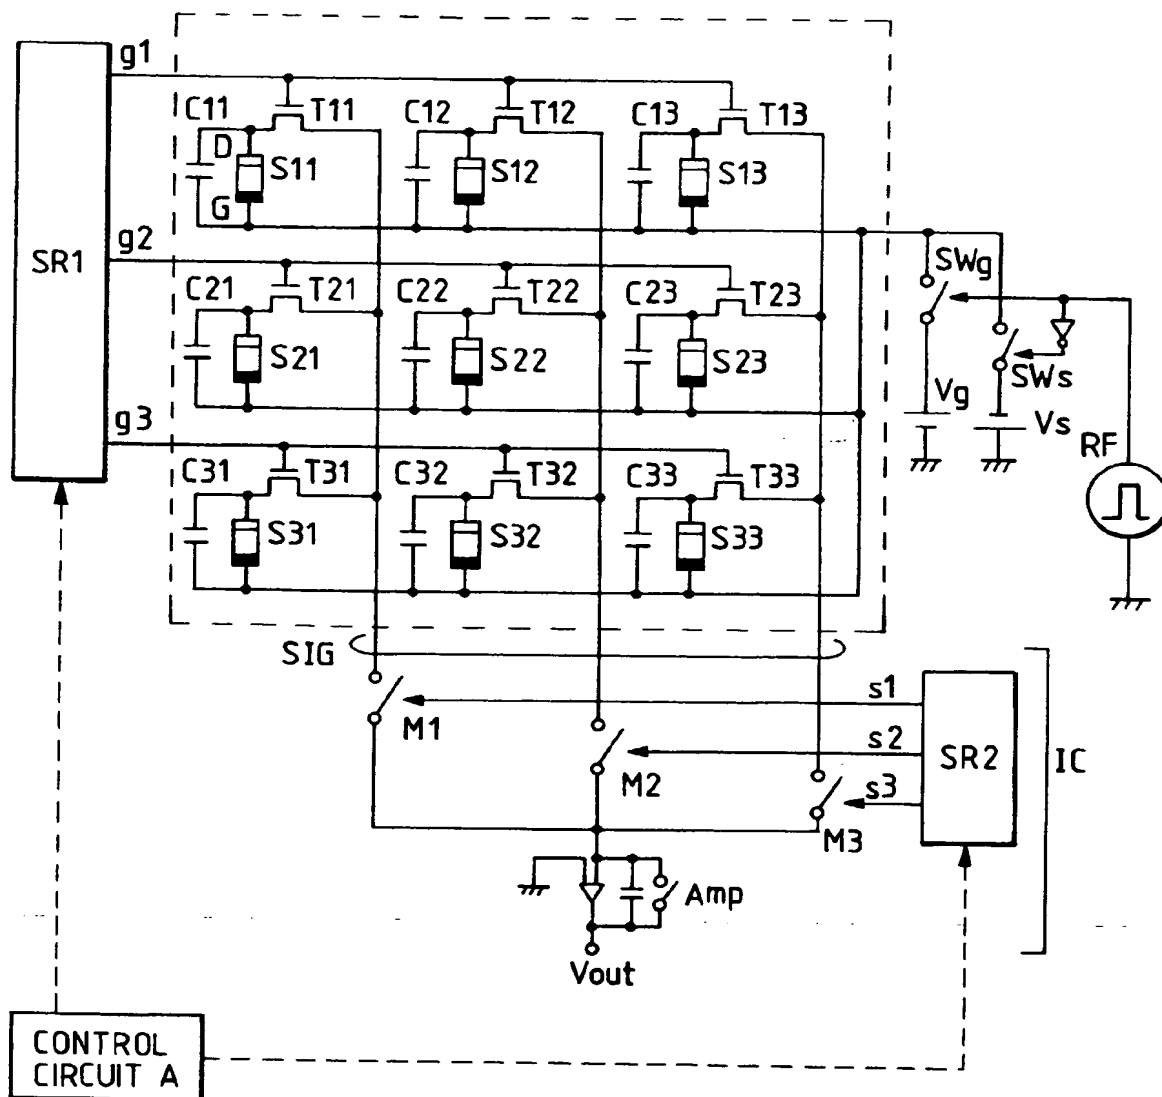 g1
C11 T11 C12 T12 C13 T13
D
S11 S12 S13
G
SR1
g2
C21 T21 C22 T22 C23 T23
SWg
S21 S22 S23
SWs
Vg
Vs
g3
RF
C31 T31 C32 T32 C33 T33
S31 S32 S33
SIG
s1
M1
s2
SR2
IC
M2
s3
M3
Amp
Vout
CONTROL
CIRCUIT A